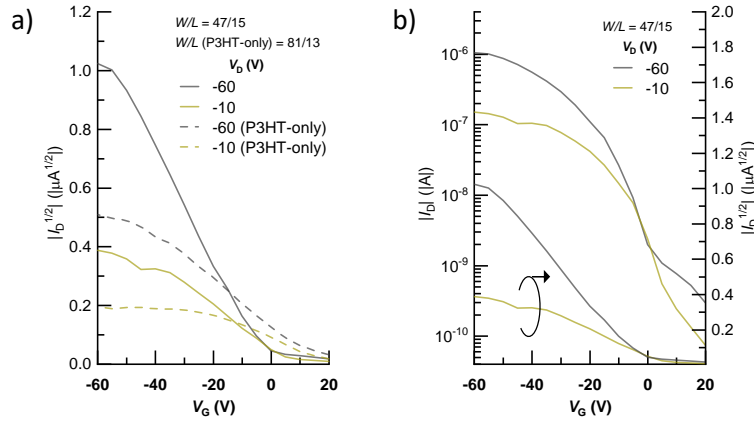 a)
W/L = 47/15
W/L (P3HT-only) = 81/13
V_D (V)
-60
-10
-60 (P3HT-only)
-10 (P3HT-only)
|I_D^1/2| (|µA^1/2|)
1.0
0.8
0.6
0.4
0.2
0.0
-60 -40 -20 0 20
V_G (V)
b)
W/L = 47/15
V_D (V)
-60
-10
|I_D| (|A|)
10^-6
10^-7
10^-8
10^-9
10^-10
2.0
1.8
1.6
1.4
1.2
1.0
0.8
0.6
0.4
0.2
|I_D^1/2| (|µA^1/2|)
-60 -40 -20 0 20
V_G (V)